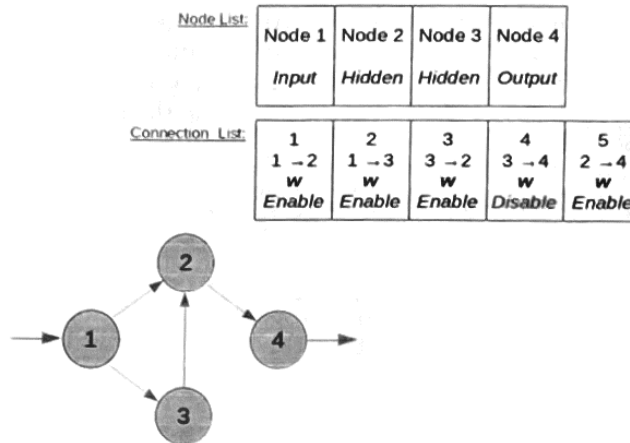 Node List:
Node 1 Node 2 Node 3 Node 4
Input Hidden Hidden Output
Connection List:
1 2 3 4 5
1 → 2 1 → 3 3 → 2 3 → 4 2 → 4
w w w w w
Enable Enable Enable Disable Enable
2
1 4
3